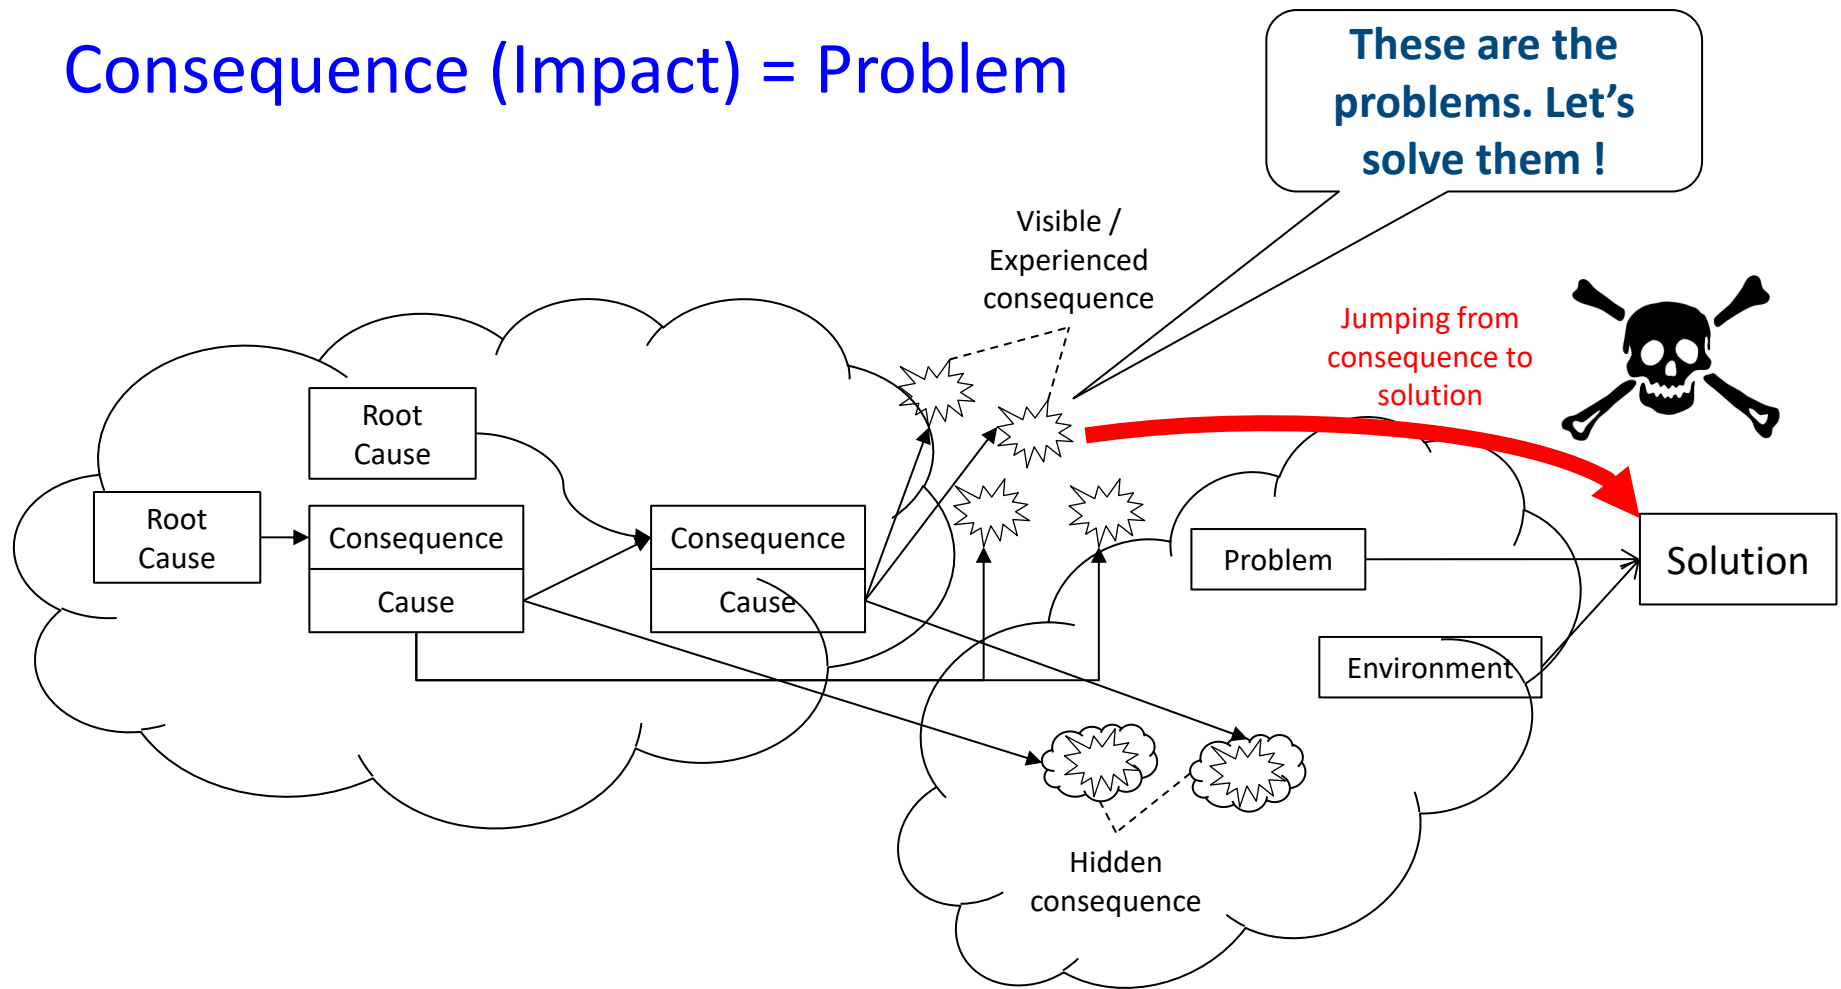 Consequence (Impact) = Problem
These are the
problems. Let’s
solve them !
Visible /
Experienced
consequence
Jumping from
consequence to
solution
Root
Cause
Root
Cause
Consequence
Cause
Consequence
Cause
Problem
Environment
Solution
Hidden
consequence